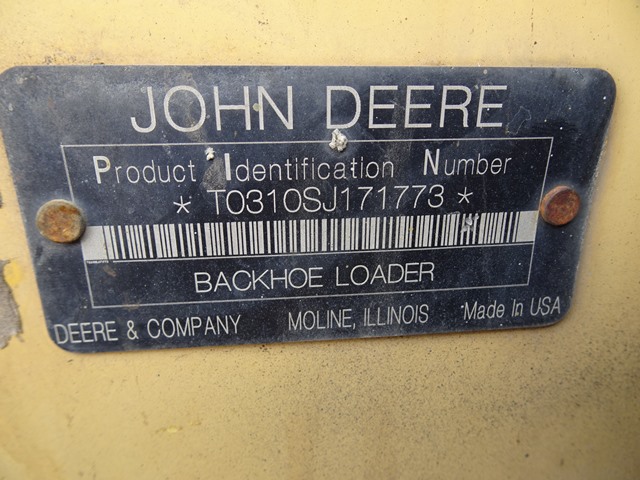 JOHN DEERE
Product Identification Number
* T0310SJ171773 *
BACKHOE LOADER
DEERE & COMPANY MOLINE, ILLINOIS Made In USA